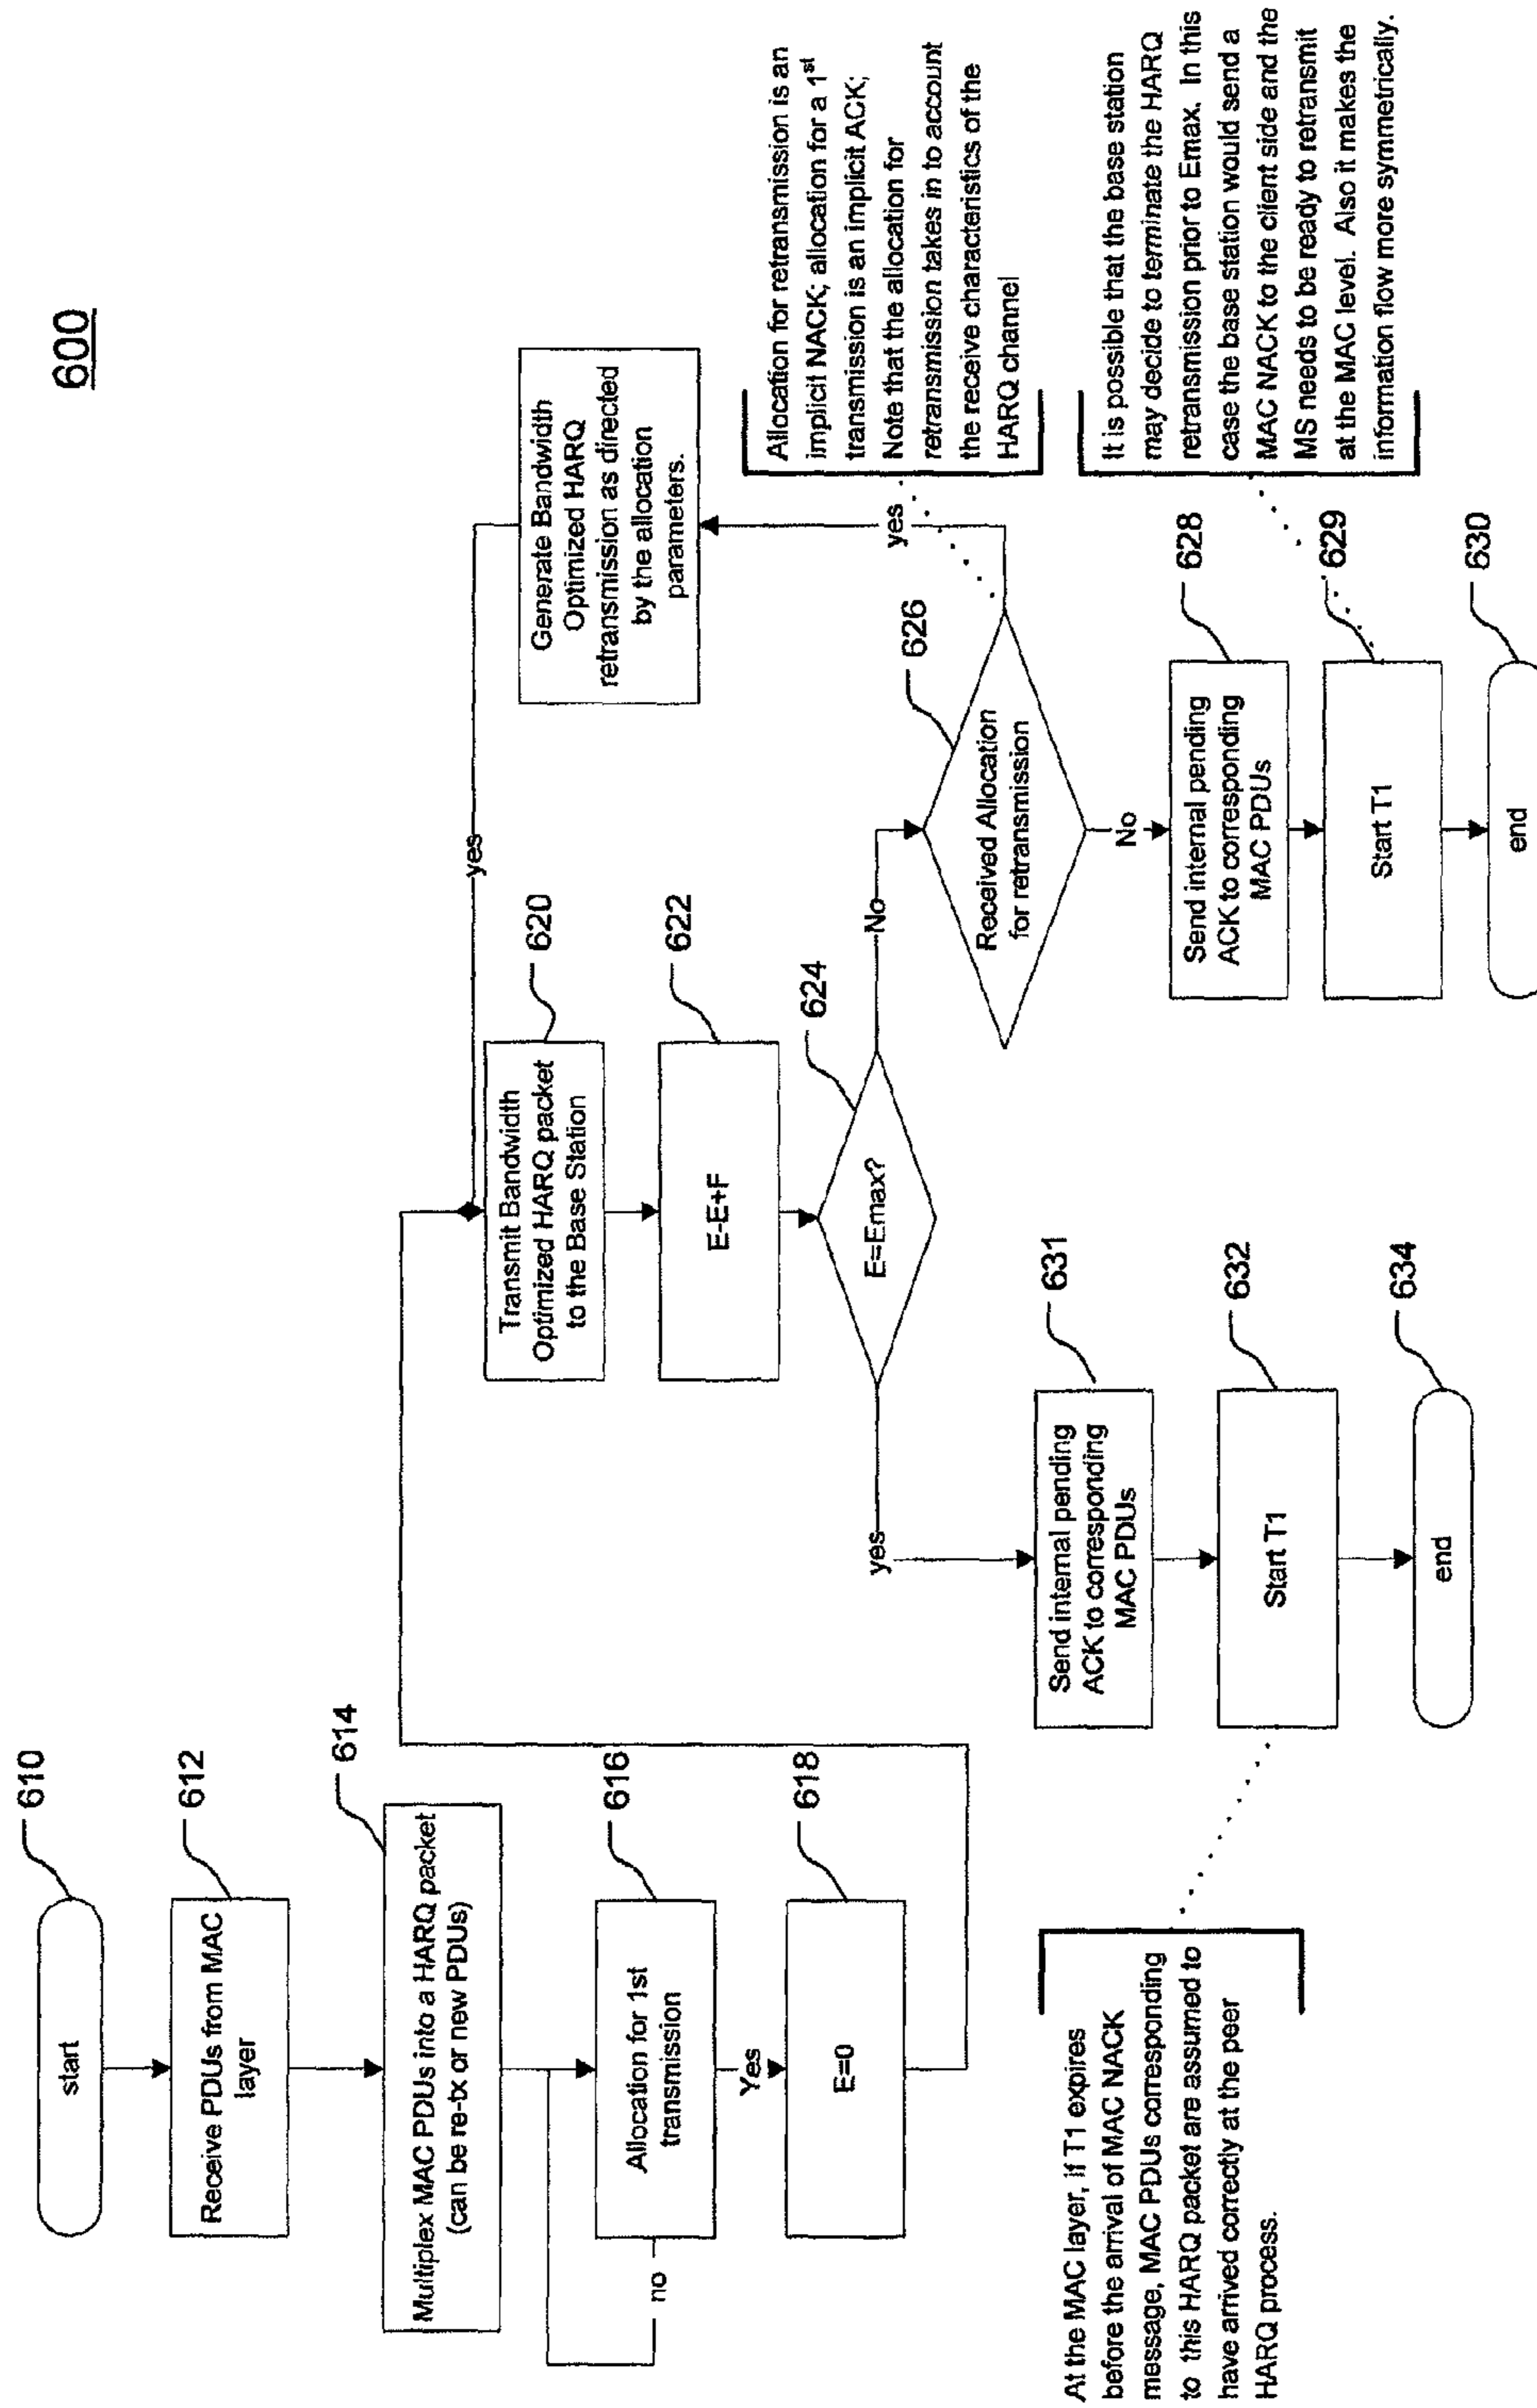 600
610
start
612
Receive PDUs from MAC
layer
614
Multiplex MAC PDUs into a HARQ packet
(can be re-tx or new PDUs)
616
Allocation for 1st
transmission
no
Yes
618
E=0
yes
620
Transmit Bandwidth
Optimized HARQ packet
to the Base Station
622
E-E+F
624
E=Emax?
yes
No
631
Send internal pending
ACK to corresponding
MAC PDUs
632
Start T1
634
end
At the MAC layer, if T1 expires
before the arrival of MAC NACK
message, MAC PDUs corresponding
to this HARQ packet are assumed to
have arrived correctly at the peer
HARQ process.
Generate Bandwidth
Optimized HARQ
retransmission as directed
by the allocation
parameters.
yes
626
Received Allocation
for retransmission
No
628
Send internal pending
ACK to corresponding
MAC PDUs
629
Start T1
630
end
Allocation for retransmission is an
implicit NACK; allocation for a 1st
transmission is an implicit ACK;
Note that the allocation for
retransmission takes in to account
the receive characteristics of the
HARQ channel
It is possible that the base station
may decide to terminate the HARQ
retransmission prior to Emax. In this
case the base station would send a
MAC NACK to the client side and the
MS needs to be ready to retransmit
at the MAC level. Also it makes the
information flow more symmetrically.